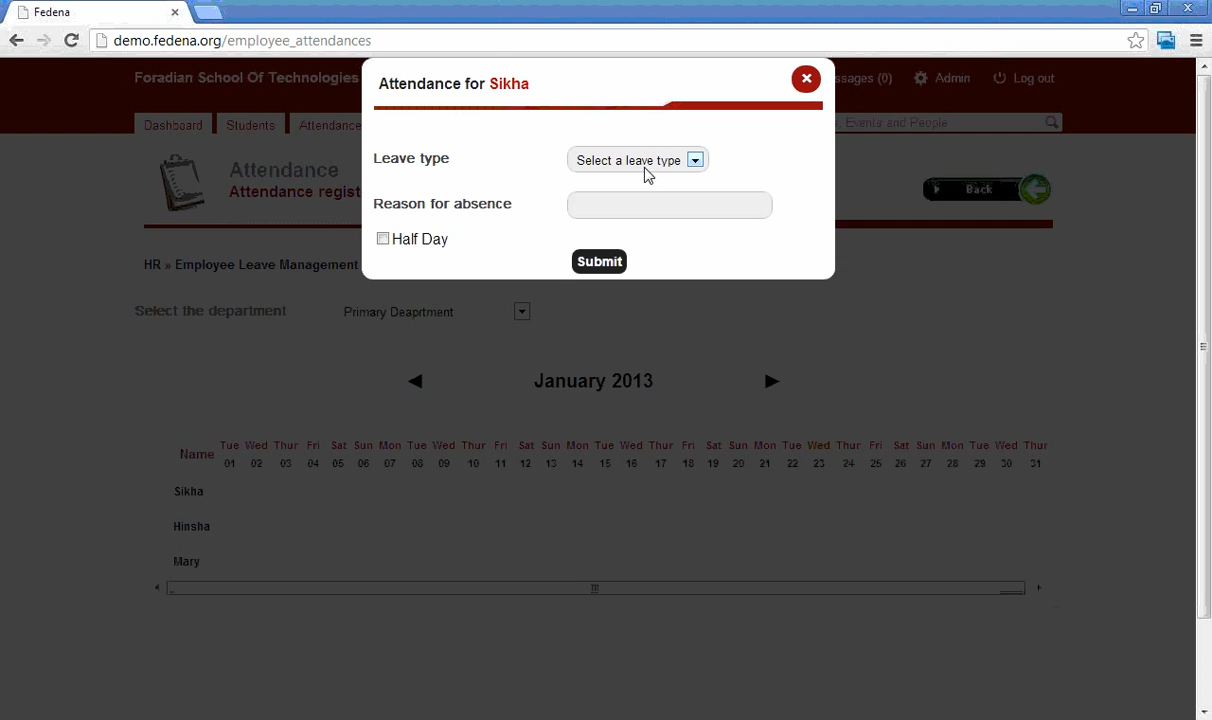 Fedena
demo.fedena.org/employee_attendances
Foradian School Of Technologies
ssages (0) Admin Log out
Attendance for Sikha
Dashboard Students Attendance
, Events and People
Leave type Select a leave type
Attendance
Attendance regist
Back
Reason for absence
Half Day
Submit
HR » Employee Leave Management
Select the department Primary Deaprtment
January 2013
Name Tue Wed Thur Fri Sat Sun Mon Tue Wed Thur Fri Sat Sun Mon Tue Wed Thur Fri Sat Sun Mon Tue Wed Thur Fri Sat Sun Mon Tue Wed Thur
01 02 03 04 05 06 07 08 09 10 11 12 13 14 15 16 17 18 19 20 21 22 23 24 25 26 27 28 29 30 31
Sikha
Hinsha
Mary